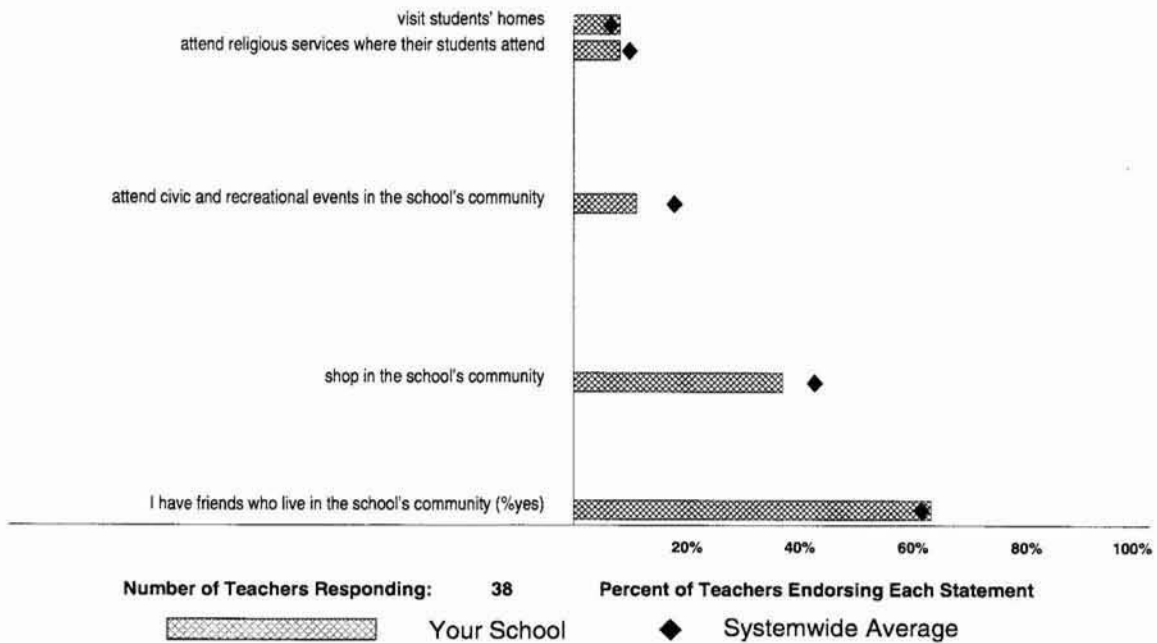 visit students' homes
attend religious services where their students attend
attend civic and recreational events in the school's community
shop in the school's community
I have friends who live in the school's community (%yes)
20% 40% 60% 80% 100%
Number of Teachers Responding: 38 Percent of Teachers Endorsing Each Statement
Your School Systemwide Average